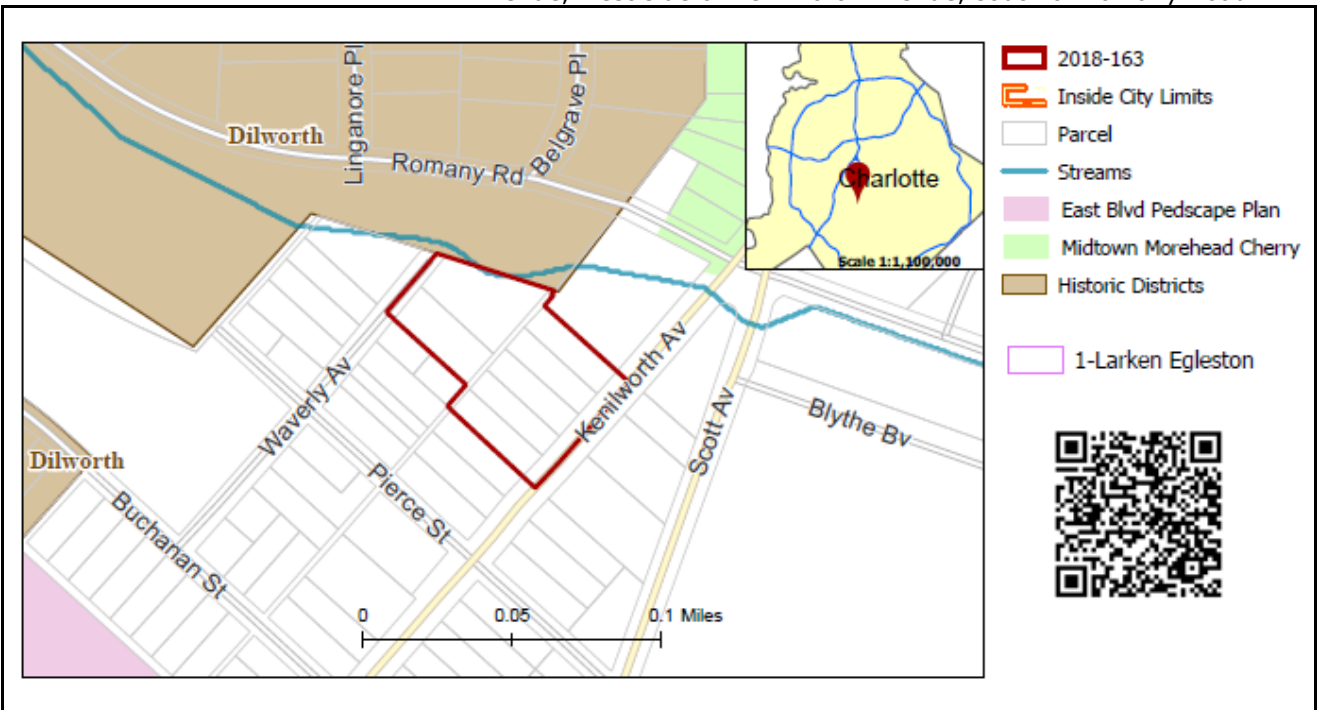 Dilworth
Linganore Pl
Belgrave Pl
Romany Rd
Charlotte
Scale 1:1,100,000
Waverly Av
Kenilworth Av
Scott Av
Blythe Bv
Dilworth
Pierce St
Buchanan St
0 0.05 0.1 Miles
2018-163
Inside City Limits
Parcel
Streams
East Blvd Pedscape Plan
Midtown Morehead Cherry
Historic Districts
1-Larken Egleston